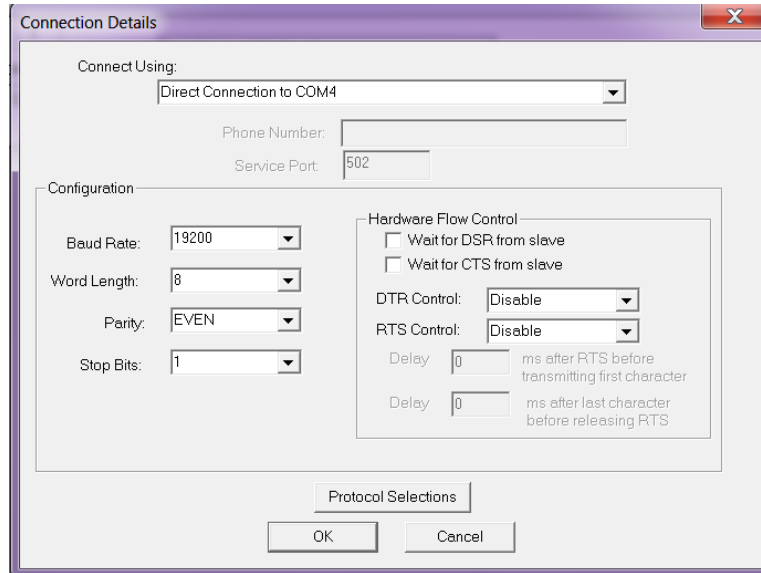 Connection Details
X
Connect Using:
Direct Connection to COM4
Phone Number:
Service Port:
502
Configuration
Baud Rate:
19200
Word Length:
8
Parity:
EVEN
Stop Bits:
1
Hardware Flow Control
Wait for DSR from slave
Wait for CTS from slave
DTR Control:
Disable
RTS Control:
Disable
Delay
0
ms after RTS before
transmitting first character
Delay
0
ms after last character
before releasing RTS
Protocol Selections
OK
Cancel